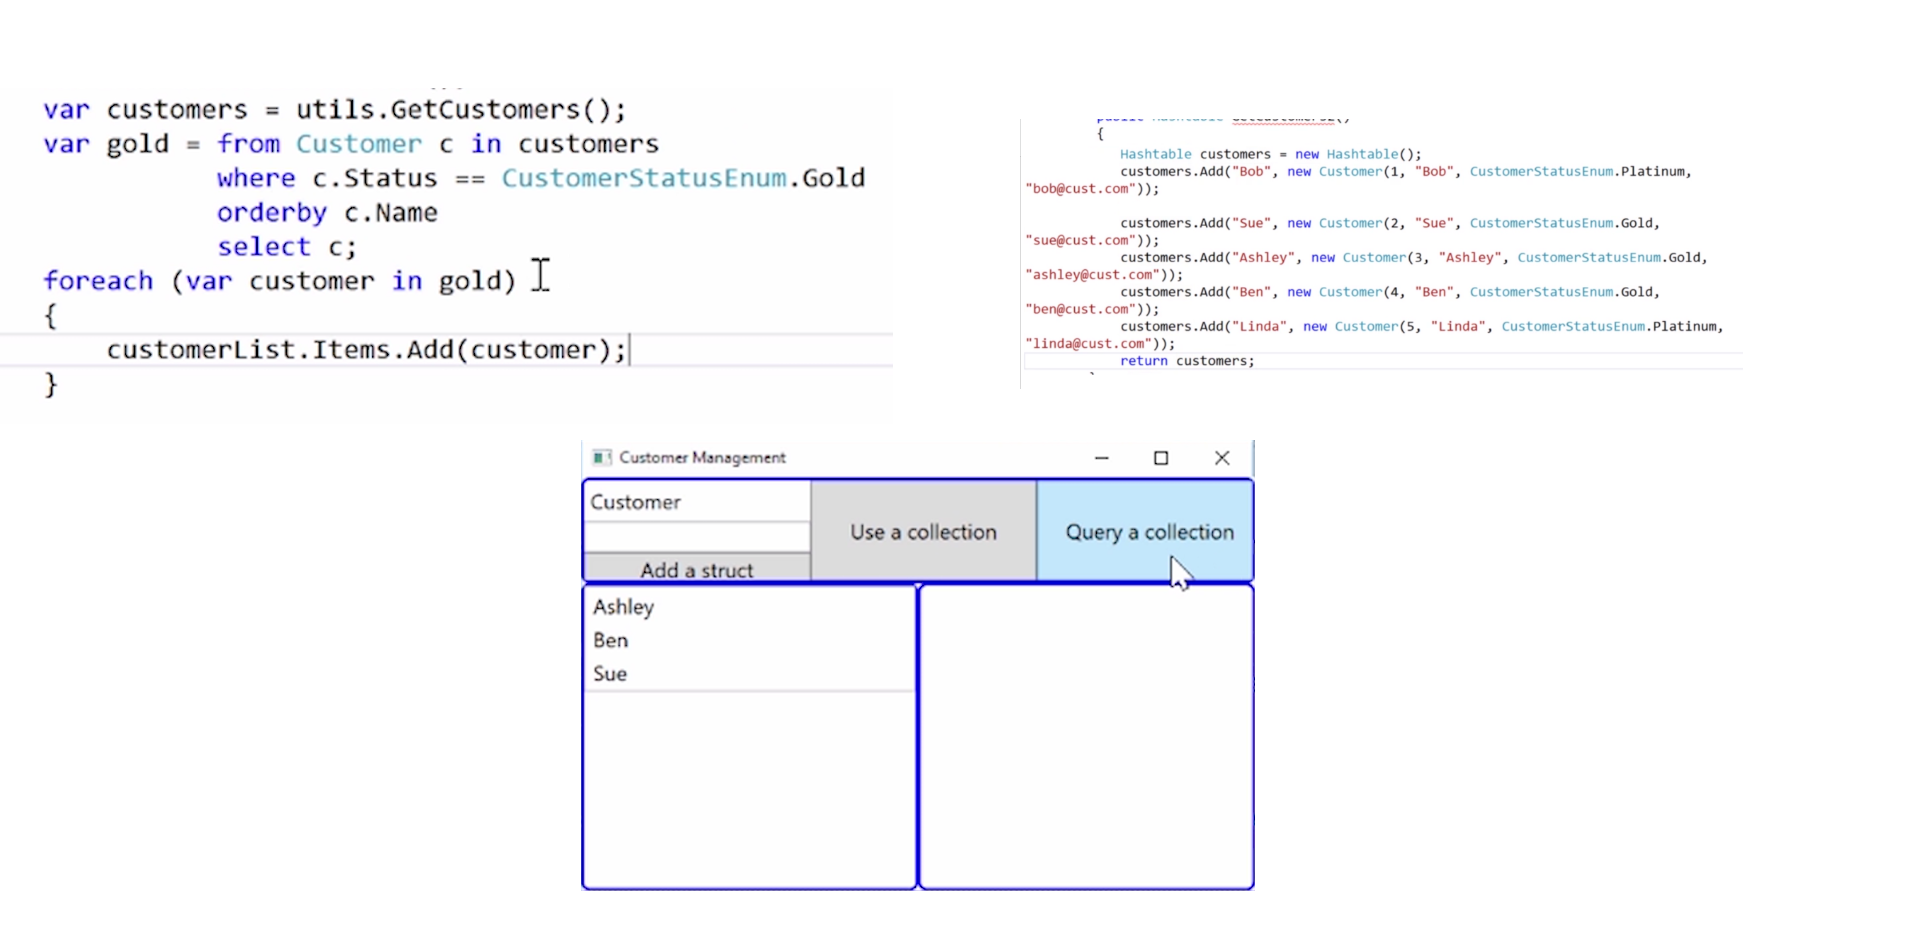 var customers = utils.GetCustomers();
var gold = from Customer c in customers
where c.Status == CustomerStatusEnum.Gold
orderby c.Name
select c;
foreach (var customer in gold)
{
customerList.Items.Add(customer);
}
{
Hashtable customers = new Hashtable();
customers.Add("Bob", new Customer(1, "Bob", CustomerStatusEnum.Platinum,
"bob@cust.com"));
customers.Add("Sue", new Customer(2, "Sue", CustomerStatusEnum.Gold,
"sue@cust.com"));
customers.Add("Ashley", new Customer(3, "Ashley", CustomerStatusEnum.Gold,
"ashley@cust.com"));
customers.Add("Ben", new Customer(4, "Ben", CustomerStatusEnum.Gold,
"ben@cust.com"));
customers.Add("Linda", new Customer(5, "Linda", CustomerStatusEnum.Platinum,
"linda@cust.com"));
return customers;
Customer Management
Customer
Use a collection
Query a collection
Add a struct
Ashley
Ben
Sue